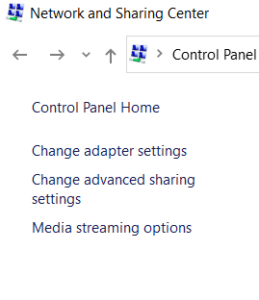 Network and Sharing Center
Control Panel
Control Panel Home
Change adapter settings
Change advanced sharing
settings
Media streaming options